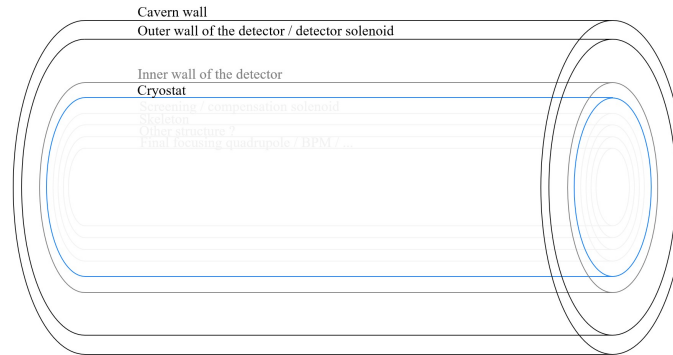 Cavern wall
Outer wall of the detector / detector solenoid
Inner wall of the detector
Cryostat
Screening / compensation solenoid
Skeleton
Other structure ?
Final focusing quadrupole / BPM / ...